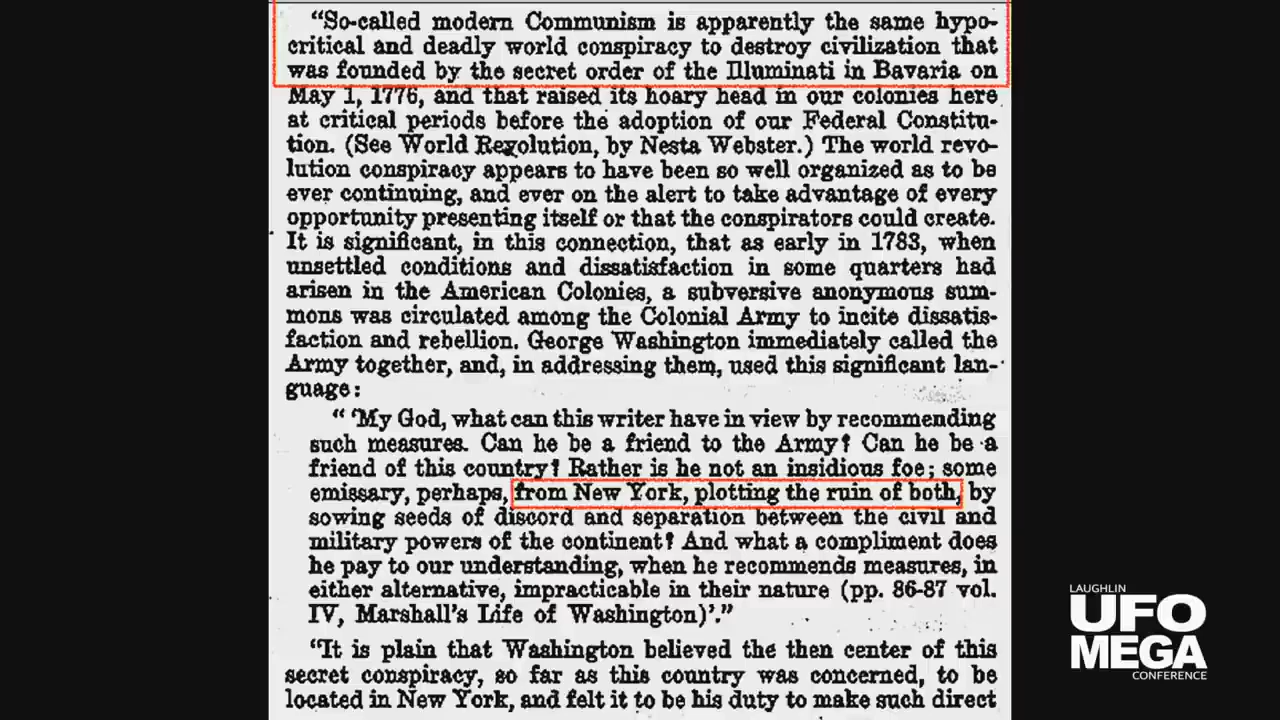 “So-called modern Communism is apparently the same hypo-
critical and deadly world conspiracy to destroy civilization that
was founded by the secret order of the Illuminati in Bavaria on
May 1, 1776, and that raised its hoary head in our colonies here
at critical periods before the adoption of our Federal Constitu-
tion. (See World Revolution, by Nesta Webster.) The world revo-
lution conspiracy appears to have been so well organized as to be
ever continuing, and ever on the alert to take advantage of every
opportunity presenting itself or that the conspirators could create.
It is significant, in this connection, that as early in 1783, when
unsettled conditions and dissatisfaction in some quarters had
arisen in the American Colonies, a subversive anonymous sum-
mons was circulated among the Colonial Army to incite dissatis-
faction and rebellion. George Washington immediately called the
Army together, and, in addressing them, used this significant lan-
guage:
“ ‘My God, what can this writer have in view by recommending
such measures. Can he be a friend to the Army? Can he be a
friend of this country? Rather is he not an insidious foe; some
emissary, perhaps, from New York, plotting the ruin of both, by
sowing seeds of discord and separation between the civil and
military powers of the continent? And what a compliment does
he pay to our understanding, when he recommends measures, in
either alternative, impracticable in their nature (pp. 86-87 vol.
IV, Marshall's Life of Washington)’.”
“It is plain that Washington believed the then center of this
secret conspiracy, so far as this country was concerned, to be
located in New York, and felt it to be his duty to make such direct
LAUGHLIN
UFO
MEGA
CONFERENCE